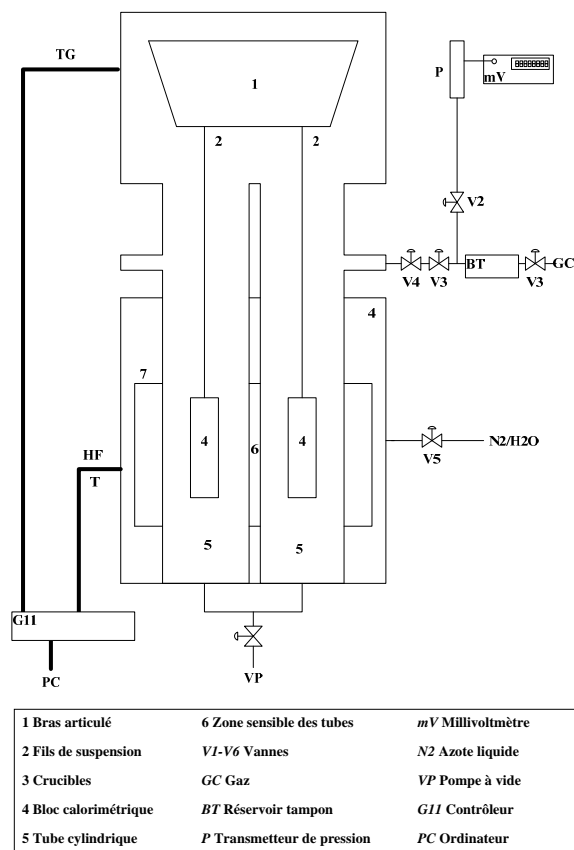 TG
1
2 2
P
mV
V2
V4 V3 BT V3 GC
4
7
HF
T
4 6 4
V5 N2/H2O
5 5
G11
PC
VP
1 Bras articulé 6 Zone sensible des tubes mV Millivoltmètre
2 Fils de suspension V1-V6 Vannes N2 Azote liquide
3 Crucibles GC Gaz VP Pompe à vide
4 Bloc calorimétrique BT Réservoir tampon G11 Contrôleur
5 Tube cylindrique P Transmetteur de pression PC Ordinateur